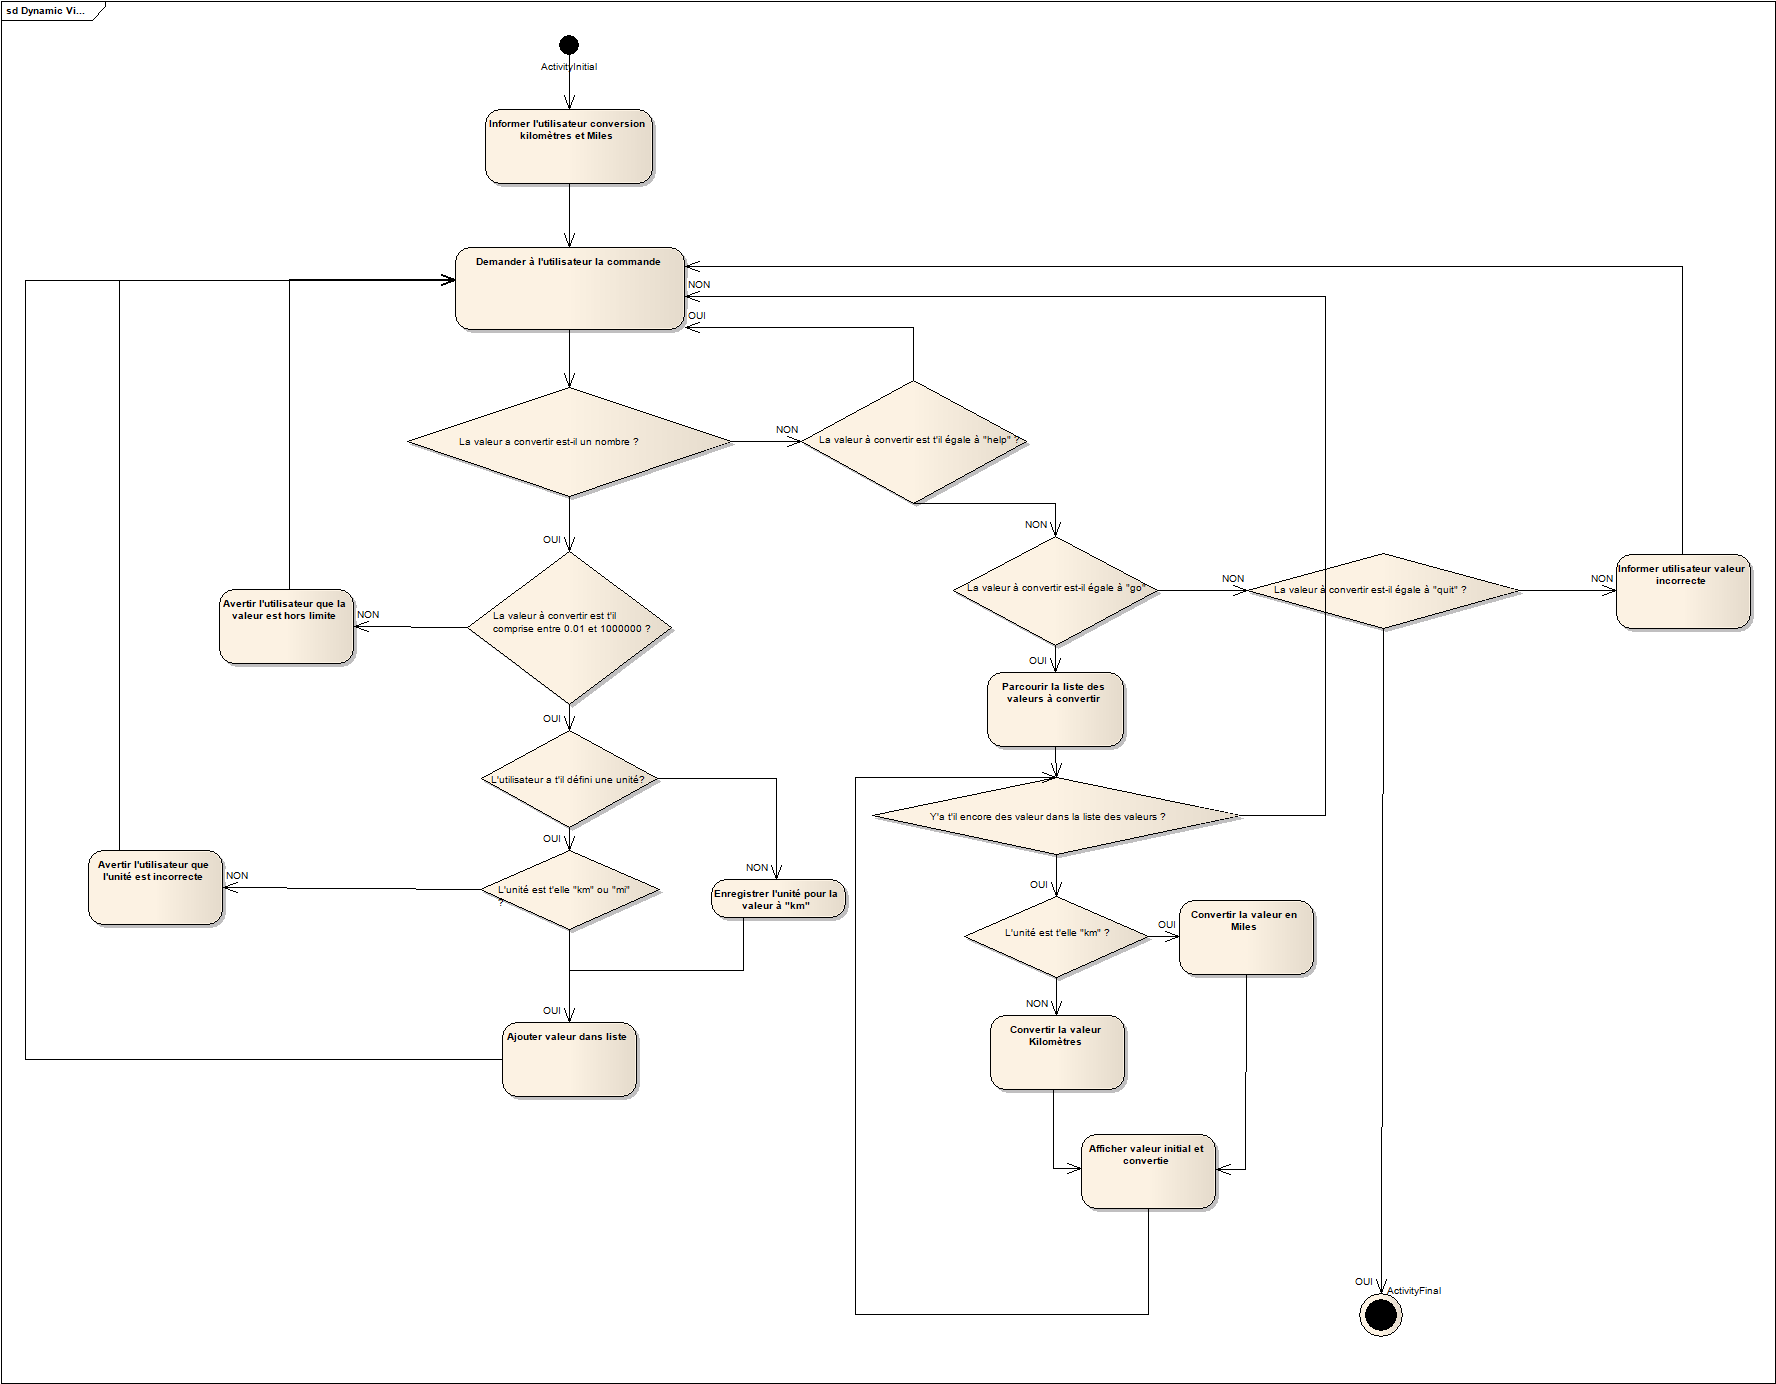 sd Dynamic Vi...
ActivityInitial
Informer l'utilisateur conversion
kilomètres et Miles
Demander à l'utilisateur la commande
NON
OUI
La valeur a convertir est-il un nombre ?
NON
La valeur à convertir est t'il égale à "help" ?
OUI
NON
La valeur à convertir est-il égale à "go"
NON
La valeur à convertir est-il égale à "quit" ?
NON
Informer utilisateur valeur
incorrecte
Avertir l'utilisateur que la
valeur est hors limite
NON
La valeur à convertir est t'il
comprise entre 0.01 et 1000000 ?
OUI
Parcourir la liste des
valeurs à convertir
OUI
L'utilisateur a t'il défini une unité?
Y'a t'il encore des valeur dans la liste des valeurs ?
OUI
NON
Avertir l'utilisateur que
l'unité est incorrecte
NON
L'unité est t'elle "km" ou "mi"
?
Enregistrer l'unité pour la
valeur à "km"
OUI
L'unité est t'elle "km" ?
OUI
Convertir la valeur en
Miles
OUI
Ajouter valeur dans liste
NON
Convertir la valeur
Kilomètres
Afficher valeur initial et
convertie
OUI
ActivityFinal